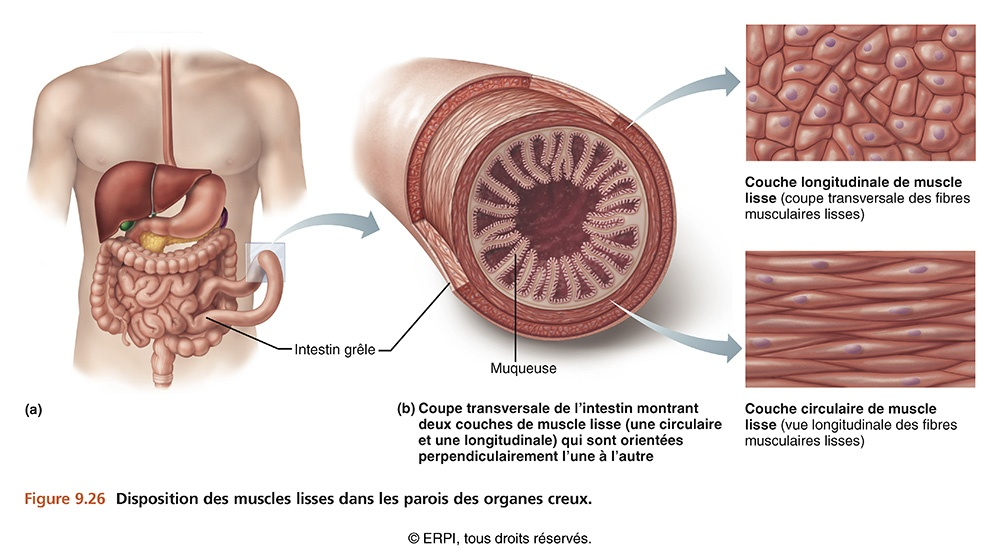 Couche longitudinale de muscle
lisse (coupe transversale des fibres
musculaires lisses)
Intestin grêle
Muqueuse
(a)
(b) Coupe transversale de l'intestin montrant
deux couches de muscle lisse (une circulaire
et une longitudinale) qui sont orientées
perpendiculairement l'une à l'autre
Couche circulaire de muscle
lisse (vue longitudinale des fibres
musculaires lisses)
Figure 9.26 Disposition des muscles lisses dans les parois des organes creux.
© ERPI, tous droits réservés.